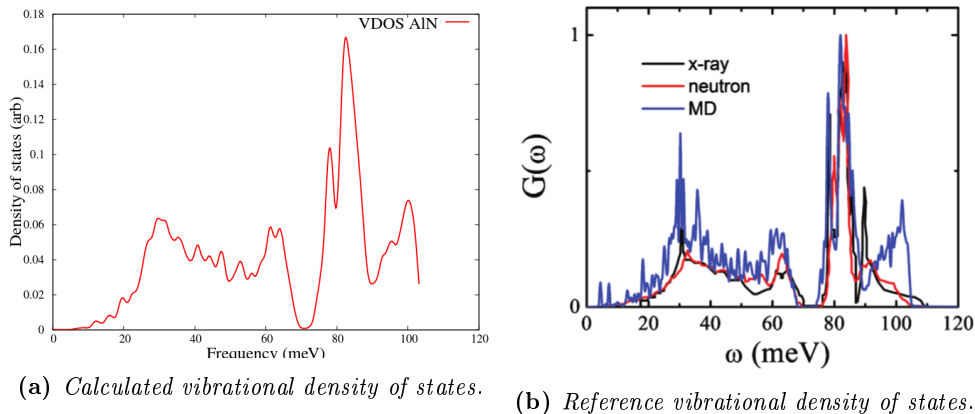 VDOS AlN
Density of states (arb)
0.18
0.16
0.14
0.12
0.1
0.08
0.06
0.04
0.02
0
0 20 40 60 80 100 120
Frequency (meV)
(a) Calculated vibrational density of states.
x-ray
neutron
MD
G(ω)
1
0
0 20 40 60 80 100 120
ω (meV)
(b) Reference vibrational density of states.